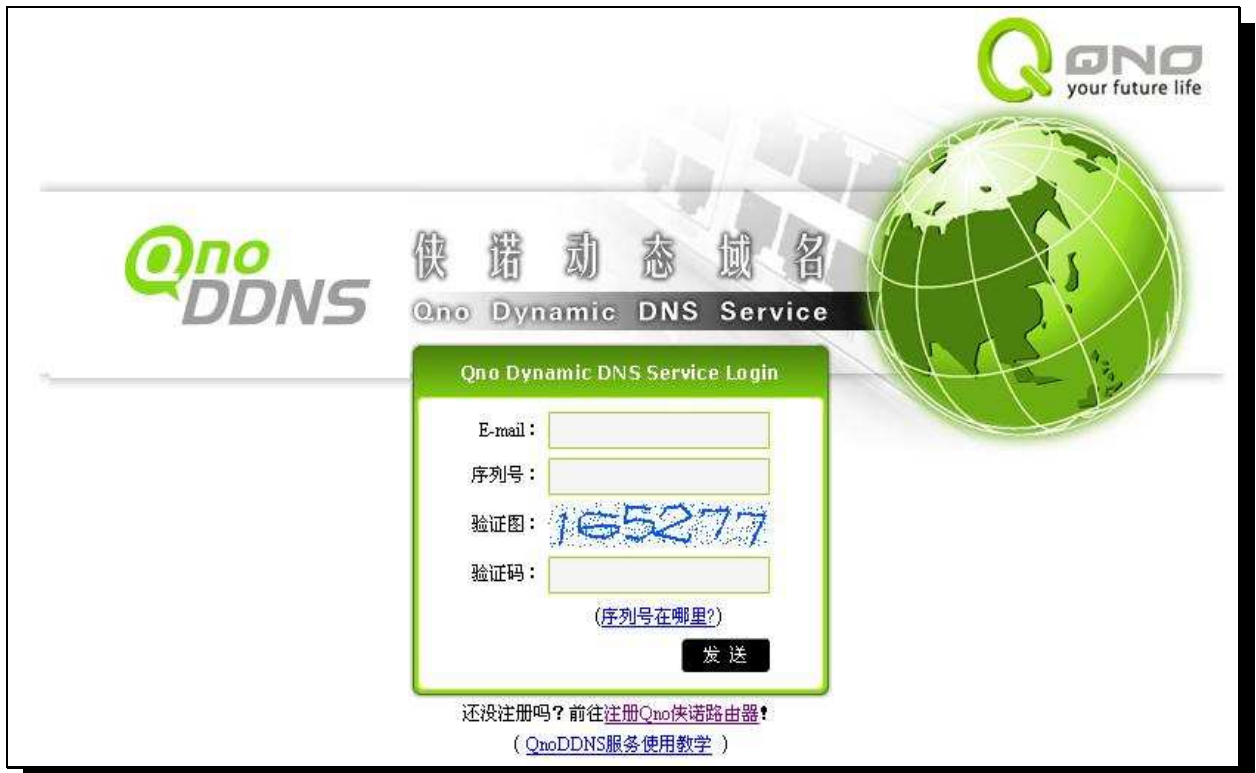 QNO
your future life
Qno
DDNS
侠诺动态域名
Qno Dynamic DNS Service
Qno Dynamic DNS Service Login
E-mail：
序列号：
验证图：165277
验证码：
(序列号在哪里?)
发 送
还没注册吗？前往注册Qno侠诺路由器！
( QnoDDNS服务使用教学 )